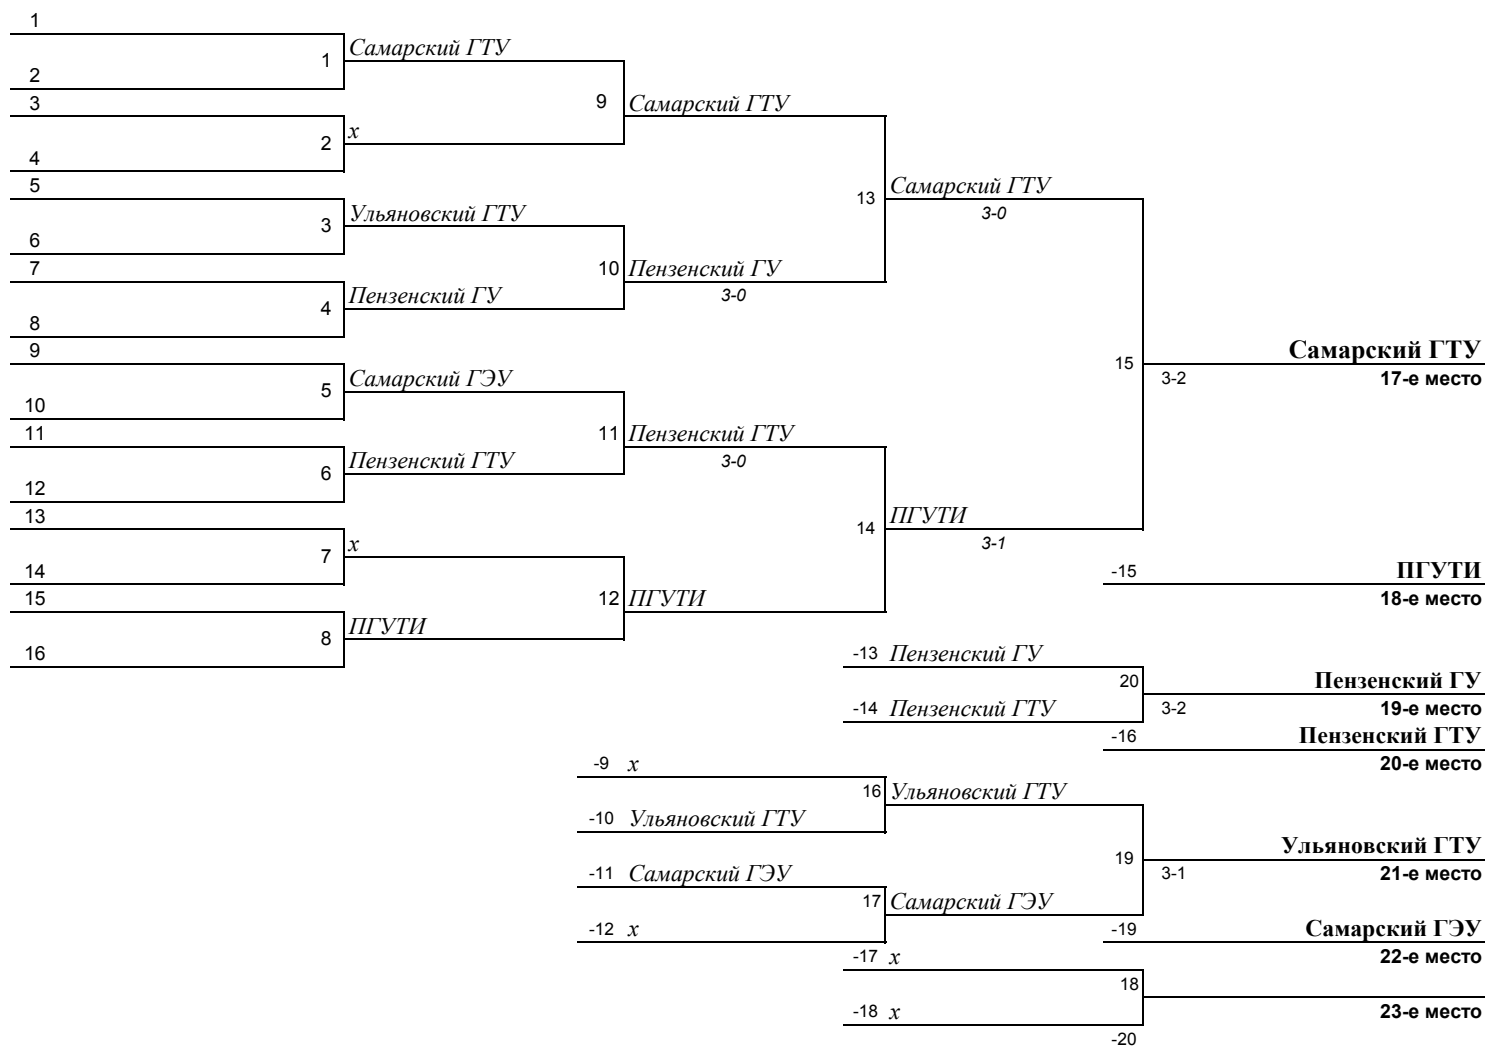 1
Самарский ГТУ
1
2
3
9 Самарский ГТУ
х
2
4
5
13 Самарский ГТУ
3-0
Ульяновский ГТУ
3
6
7
10 Пензенский ГУ
3-0
Пензенский ГУ
4
8
9
15
Самарский ГТУ
3-2
17-е место
Самарский ГЭУ
5
10
11
11 Пензенский ГТУ
3-0
Пензенский ГТУ
6
12
13
14 ПГУТИ
3-1
х
7
14
-15 ПГУТИ
18-е место
15
12 ПГУТИ
ПГУТИ
8
16
-13 Пензенский ГУ
20
Пензенский ГУ
-14 Пензенский ГТУ
3-2
19-е место
-16 Пензенский ГТУ
20-е место
-9 х
16 Ульяновский ГТУ
-10 Ульяновский ГТУ
19
Ульяновский ГТУ
3-1
21-е место
-11 Самарский ГЭУ
17 Самарский ГЭУ
-12 х
-19 Самарский ГЭУ
22-е место
-17 х
18
-18 х
23-е место
-20